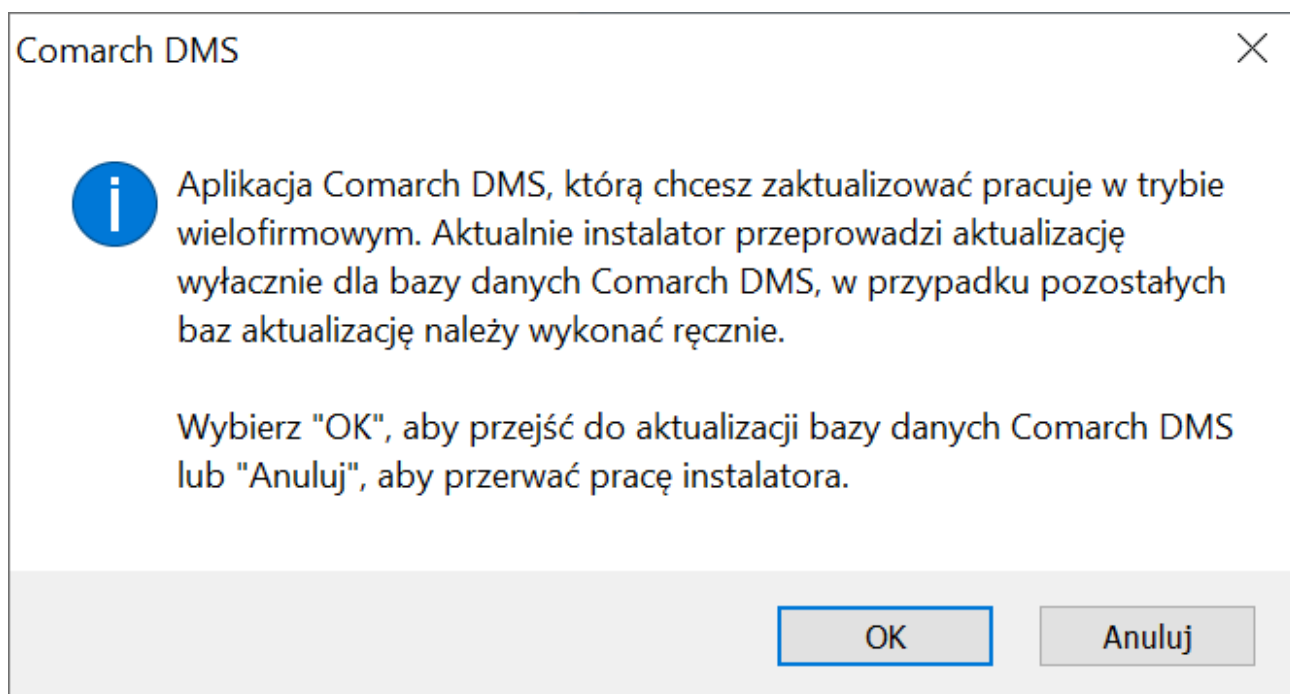 Comarch DMS
Aplikacja Comarch DMS, którą chcesz zaktualizować pracuje w trybie
wielofirmowym. Aktualnie instalator przeprowadzi aktualizację
wyłacznie dla bazy danych Comarch DMS, w przypadku pozostałych
baz aktualizację należy wykonać ręcznie.
Wybierz "OK", aby przejść do aktualizacji bazy danych Comarch DMS
lub "Anuluj", aby przerwać pracę instalatora.
OK Anuluj